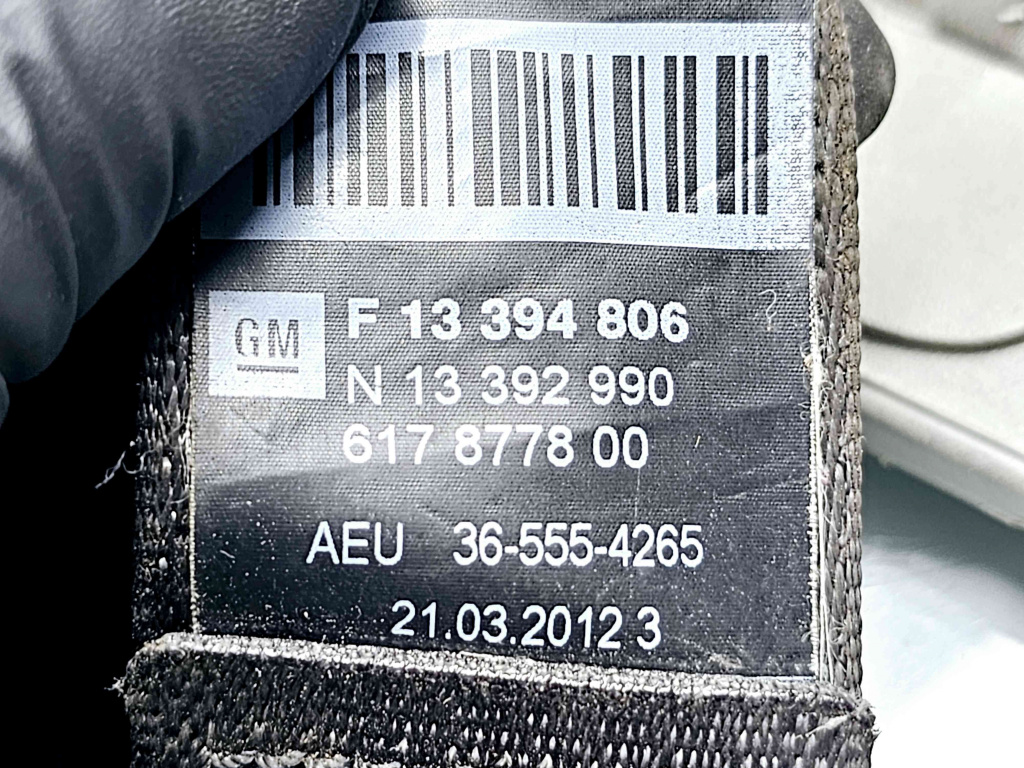 GM
F 13 394 806
N 13 392 990
617 8778 00
AEU 36-555-4265
21.03.2012 3